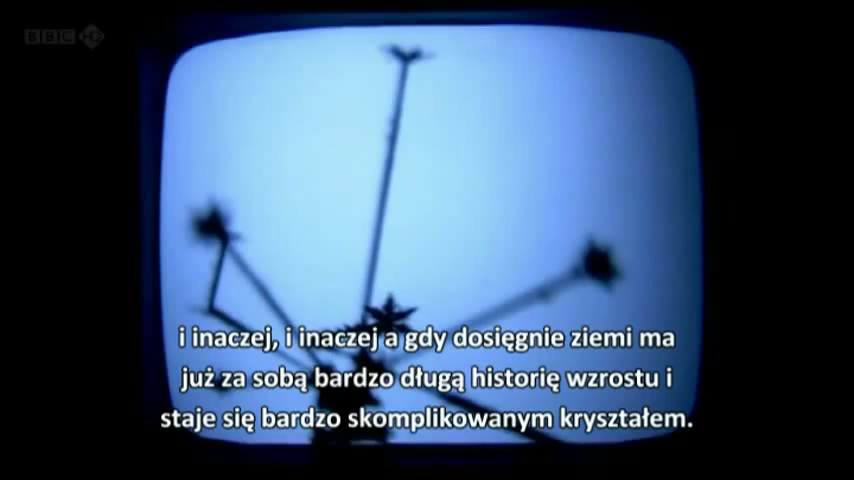 BBC HD
i inaczej, i inaczej a gdy dosięgnie ziemi ma
już za sobą bardzo długą historię wzrostu i
staje się bardzo skomplikowanym kryształem.